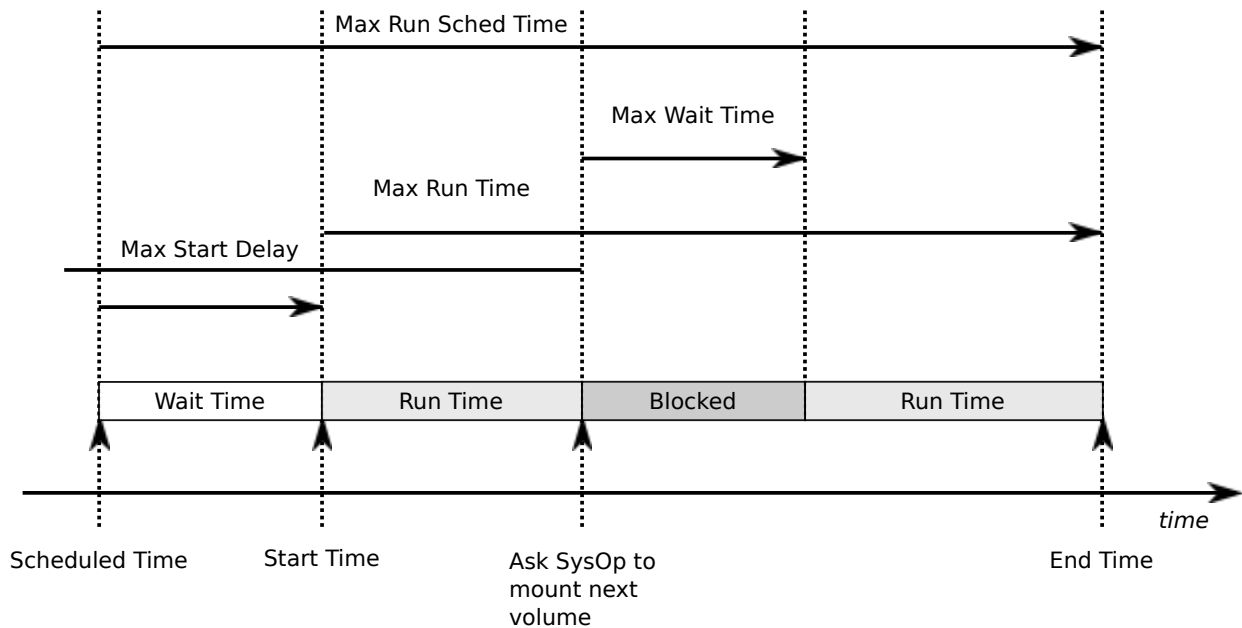 Max Run Sched Time
Max Wait Time
Max Run Time
Max Start Delay
Wait Time
Run Time
Blocked
Run Time
time
Scheduled Time
Start Time
Ask SysOp to
mount next
volume
End Time